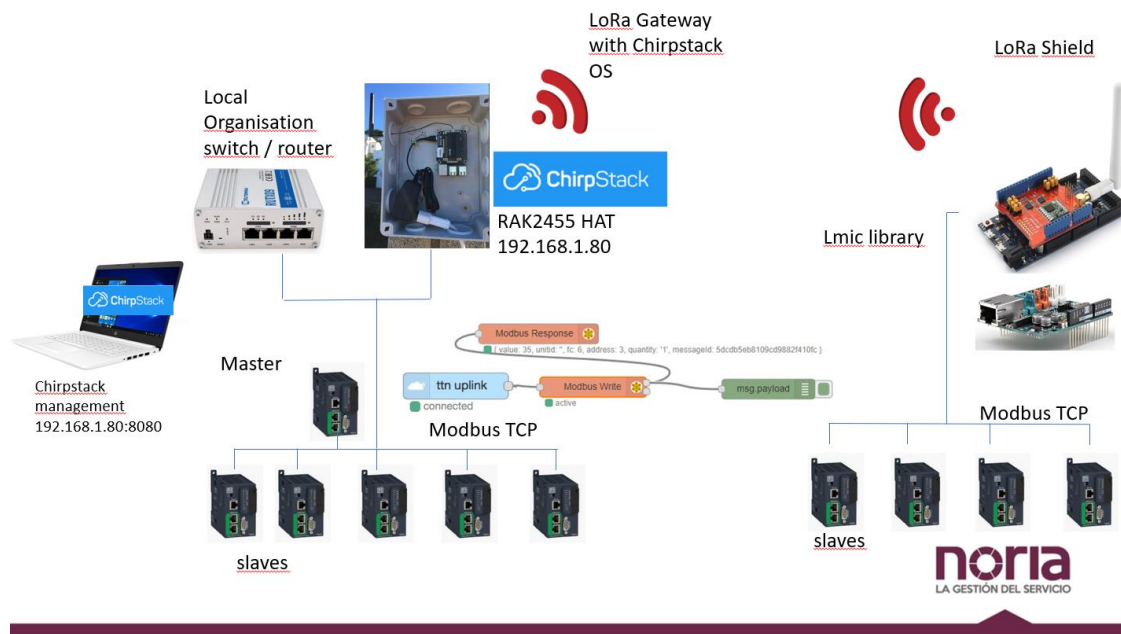 LoRa Gateway
with Chirpstack
OS
LoRa Shield
Local
Organisation
switch / router
RUTX09
ChirpStack
RAK2455 HAT
192.168.1.80
Lmic library
ChirpStack
Chirpstack
management
192.168.1.80:8080
Master
Modbus Response
{ value: 35, unitid: '', fc: 6, address: 3, quantity: '1', messageId: 5dcdb5eb8109cd9882f410fc }
ttn uplink
connected
Modbus Write
active
msg.payload
Modbus TCP
Modbus TCP
slaves
slaves
noria
LA GESTIÓN DEL SERVICIO